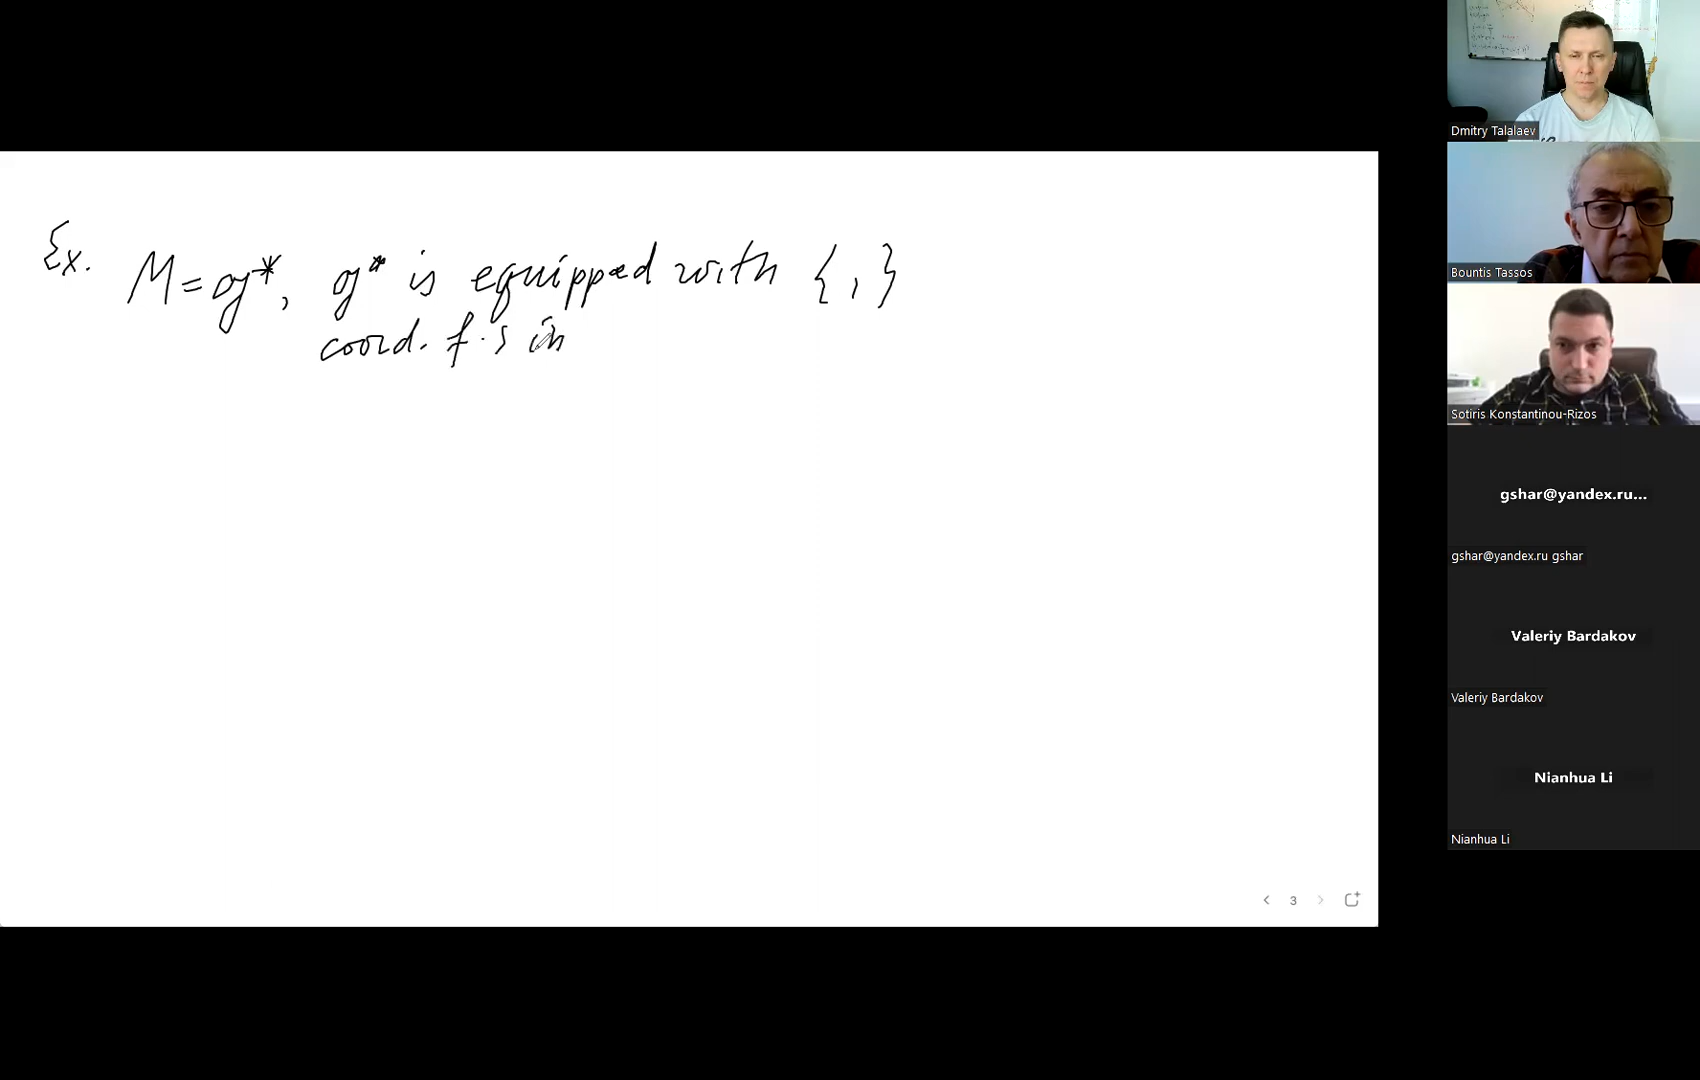 Ex. M = g*, g* is equipped with { , }
coord. f-s in
3
Dmitry Talalaev
Bountis Tassos
Sotiris Konstantinou-Rizos
gshar@yandex.ru...
gshar@yandex.ru gshar
Valeriy Bardakov
Valeriy Bardakov
Nianhua Li
Nianhua Li